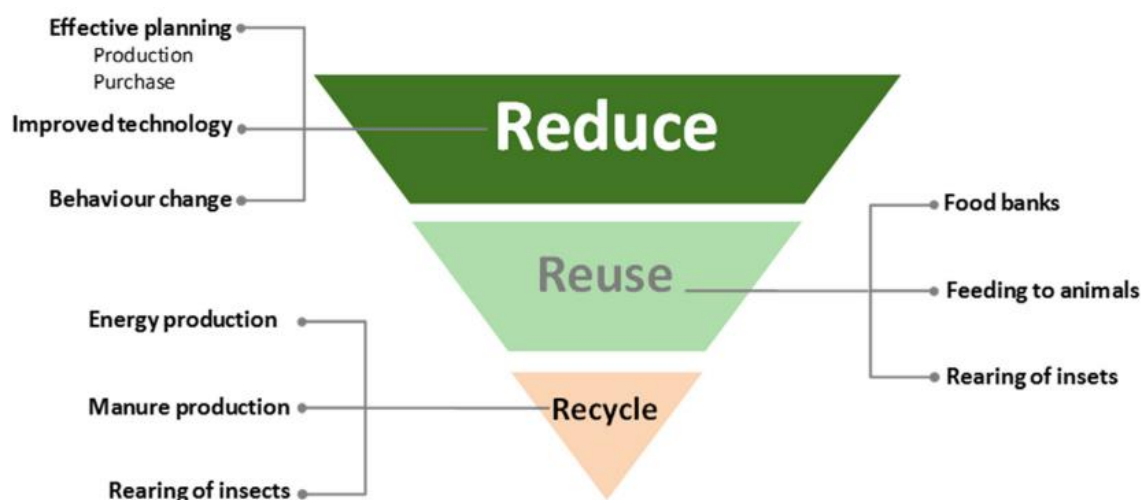 Effective planning
Production
Purchase
Improved technology
Behaviour change
Reduce
Reuse
Food banks
Feeding to animals
Rearing of insets
Energy production
Manure production
Rearing of insects
Recycle